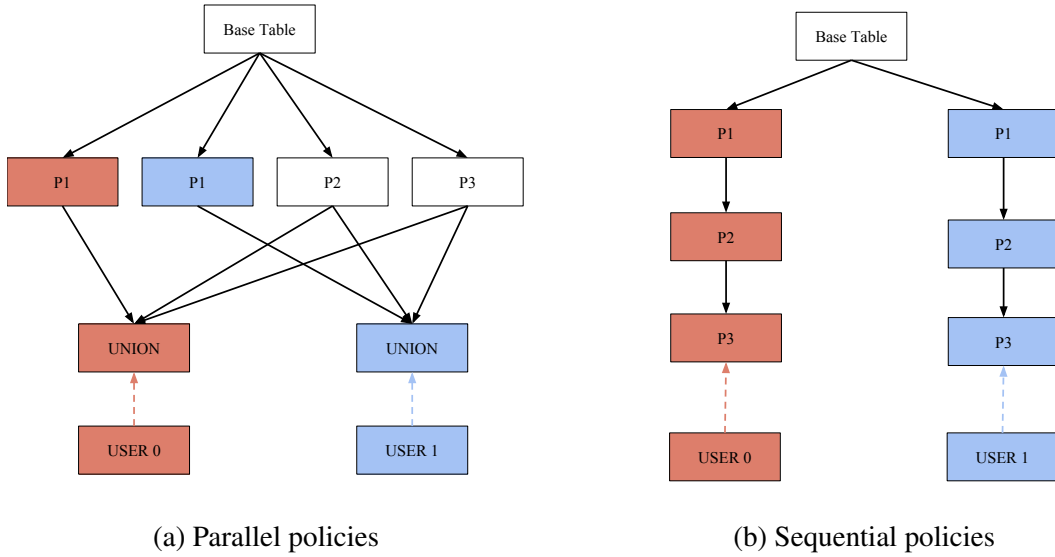 Base Table
P1
P1
P2
P3
UNION
UNION
USER 0
USER 1
(a) Parallel policies
Base Table
P1
P1
P2
P2
P3
P3
USER 0
USER 1
(b) Sequential policies